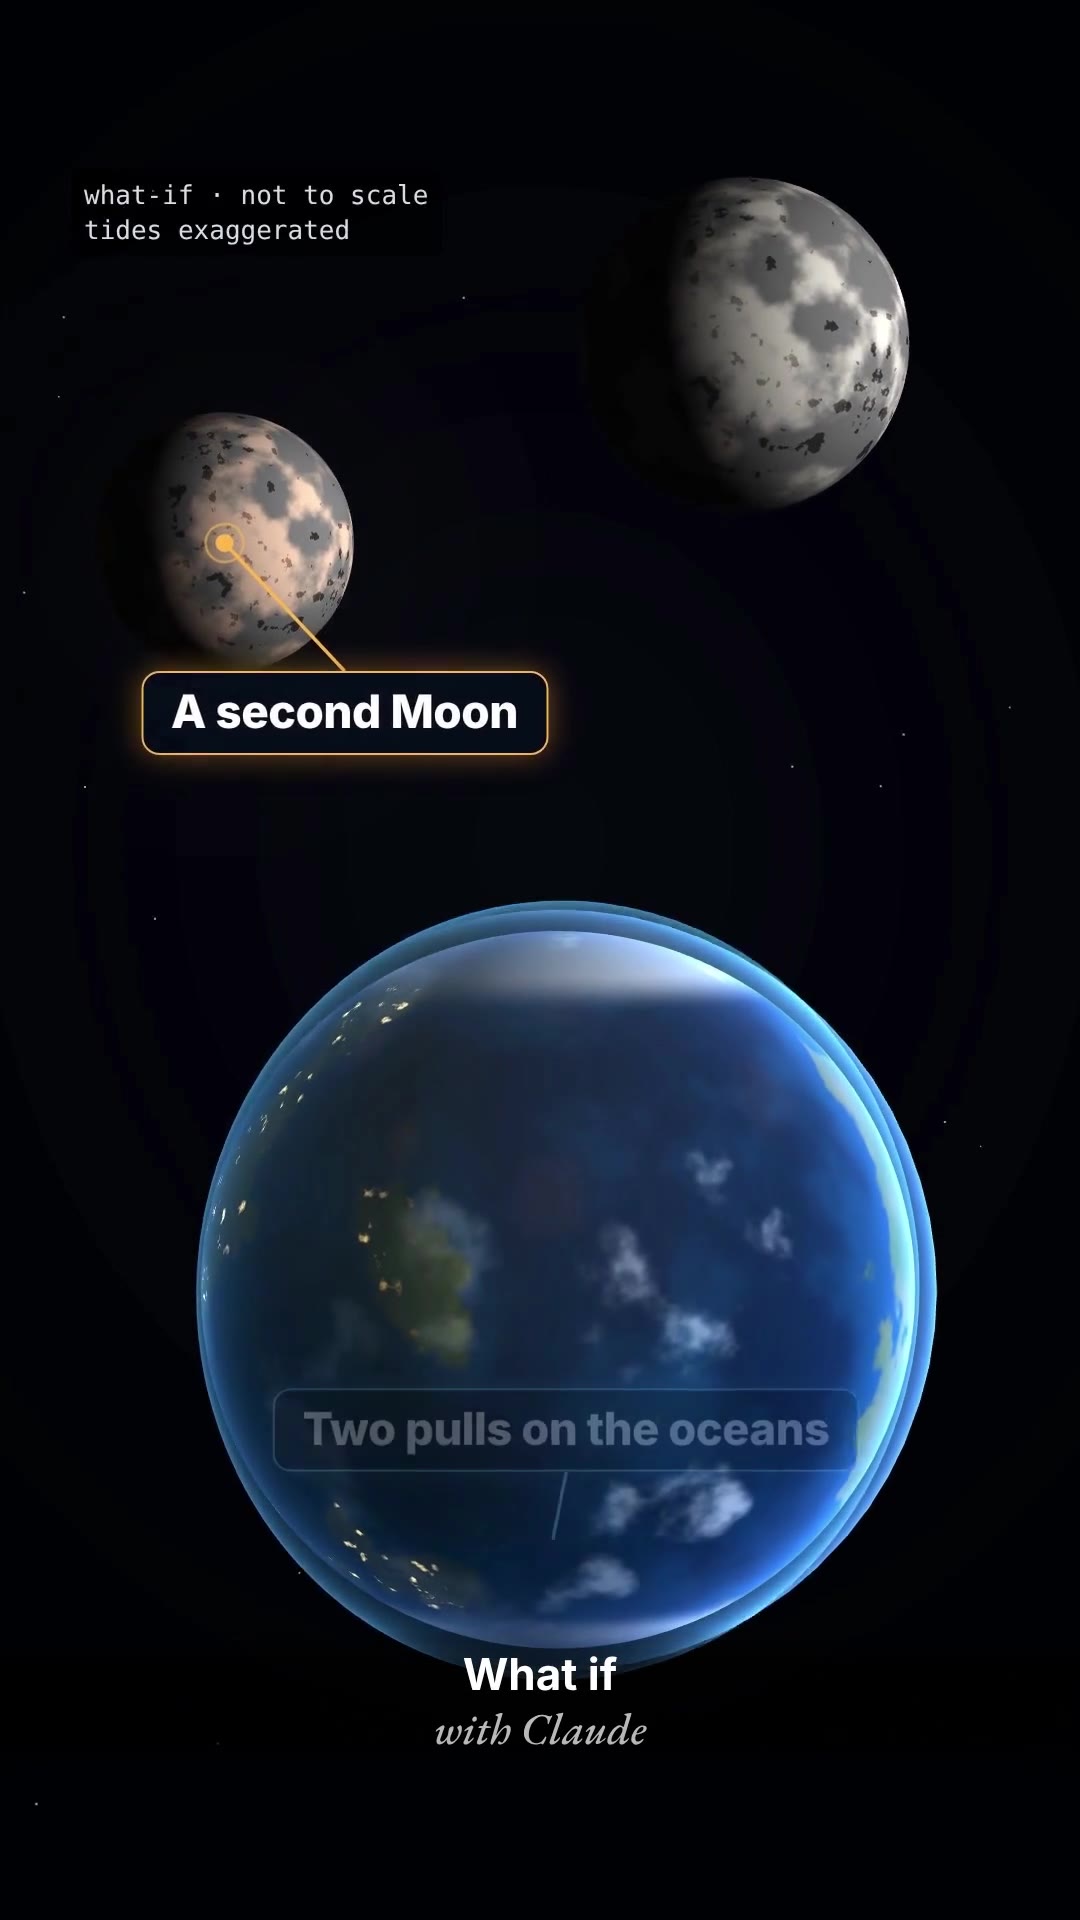 what-if · not to scale
tides exaggerated
A second Moon
Two pulls on the oceans
What if
with Claude